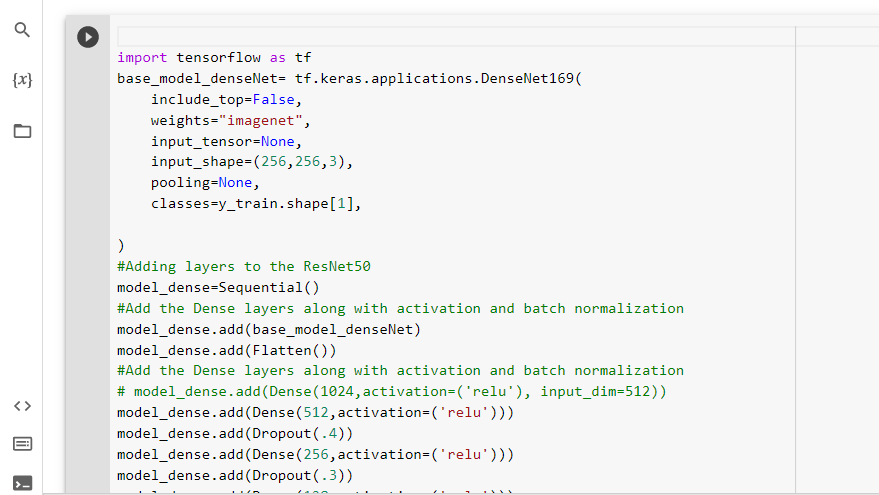 {x}
import tensorflow as tf
base_model_denseNet= tf.keras.applications.DenseNet169(
    include_top=False,
    weights="imagenet",
    input_tensor=None,
    input_shape=(256,256,3),
    pooling=None,
    classes=y_train.shape[1],
)
#Adding layers to the ResNet50
model_dense=Sequential()
#Add the Dense layers along with activation and batch normalization
model_dense.add(base_model_denseNet)
model_dense.add(Flatten())
#Add the Dense layers along with activation and batch normalization
# model_dense.add(Dense(1024,activation=('relu'), input_dim=512))
model_dense.add(Dense(512,activation=('relu')))
model_dense.add(Dropout(.4))
model_dense.add(Dense(256,activation=('relu')))
model_dense.add(Dropout(.3))